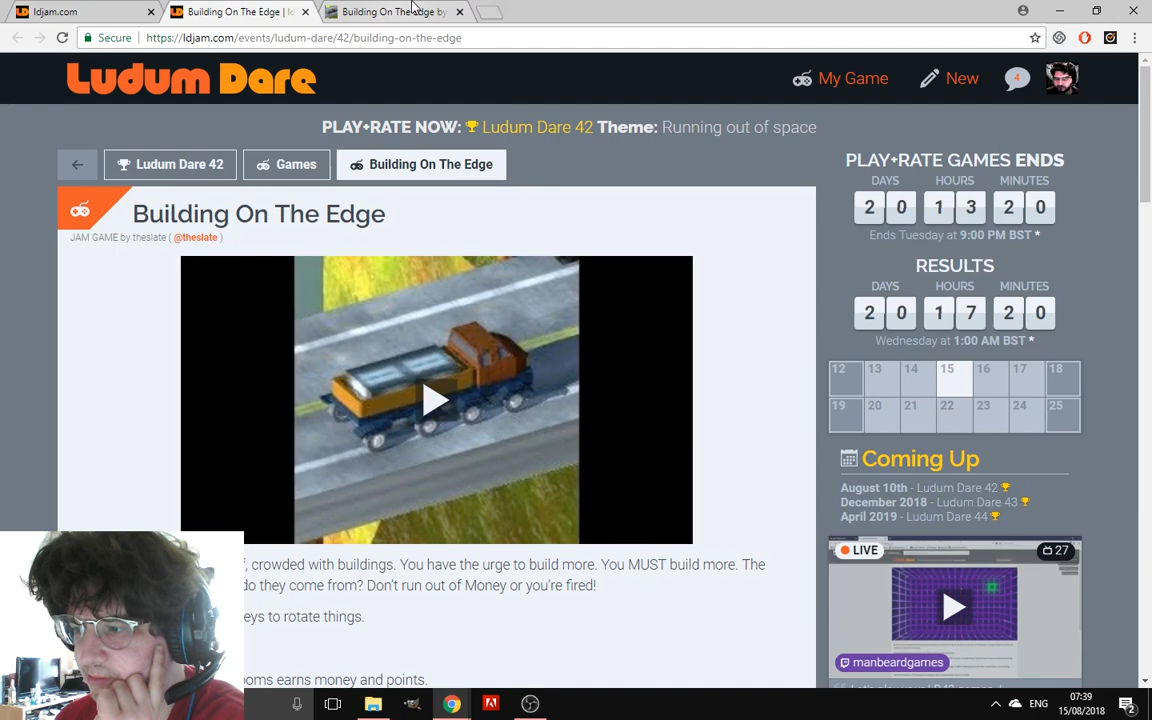 ldjam.com
Building On The Edge | ld
Building On The Edge by
Secure
https://ldjam.com/events/ludum-dare/42/building-on-the-edge
LUDUM DARE
My Game
New
4
PLAY+RATE NOW: Ludum Dare 42 Theme: Running out of space
Ludum Dare 42
Games
Building On The Edge
Building On The Edge
JAM GAME by theslate ( @theslate )
, crowded with buildings. You have the urge to build more. You MUST build more. The
do they come from? Don't run out of Money or you're fired!
eys to rotate things.
ooms earns money and points.
PLAY+RATE GAMES ENDS
DAYS HOURS MINUTES
2 0 1 3 2 0
Ends Tuesday at 9:00 PM BST *
RESULTS
DAYS HOURS MINUTES
2 0 1 7 2 0
Wednesday at 1:00 AM BST *
12 13 14 15 16 17 18
19 20 21 22 23 24 25
Coming Up
August 10th - Ludum Dare 42
December 2018 - Ludum Dare 43
April 2019 - Ludum Dare 44
LIVE
27
manbeardgames
ENG
07:39
15/08/2018
2